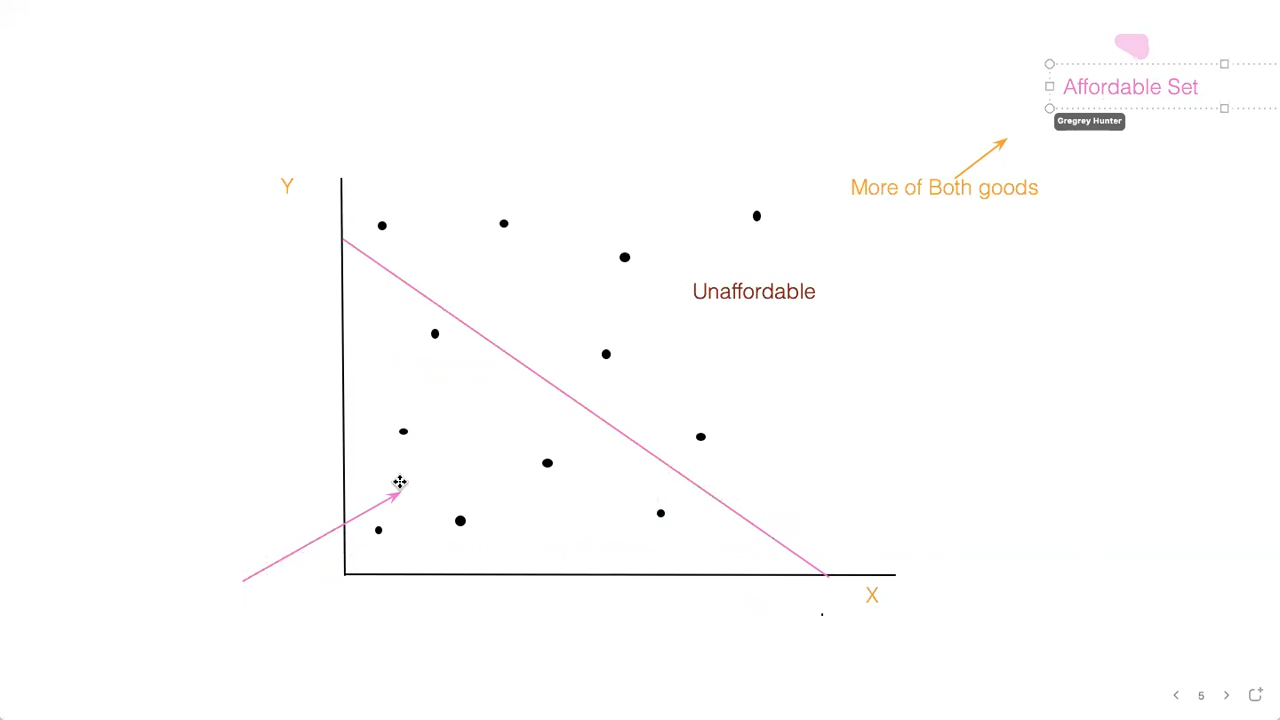 Affordable Set
Gregrey Hunter
More of Both goods
Y
Unaffordable
X
5